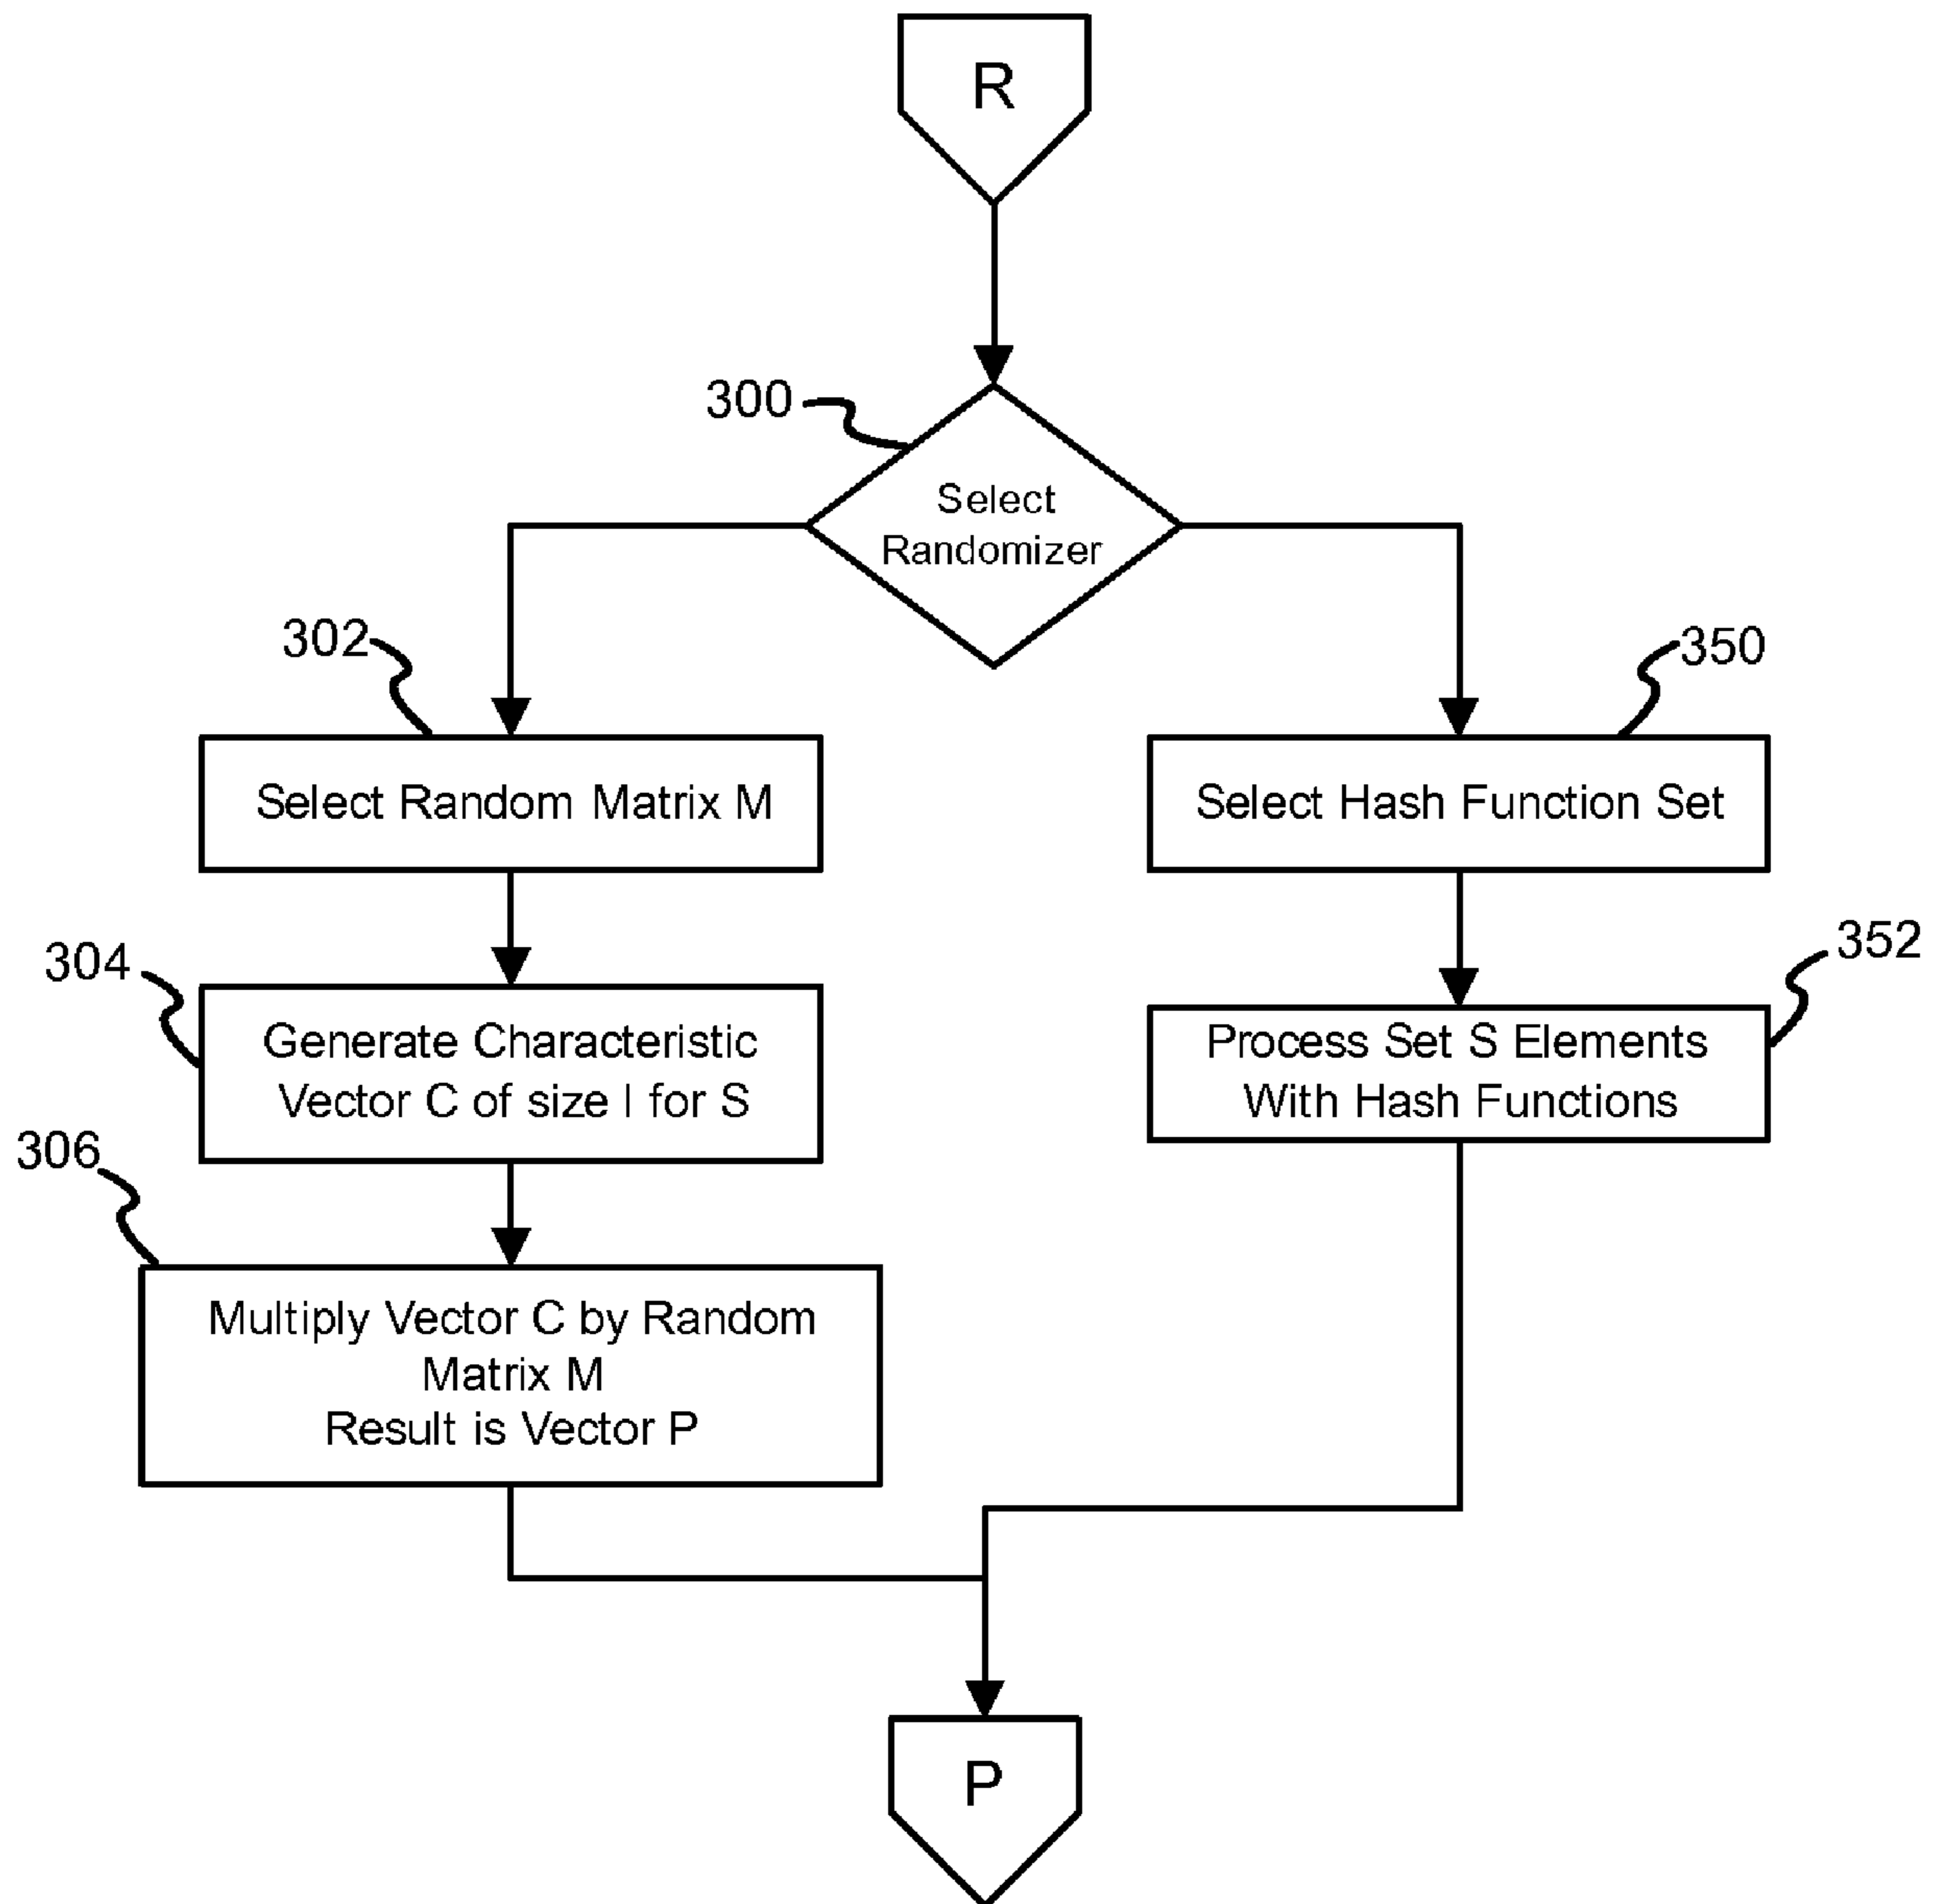 R
300
Select
Randomizer
302
350
Select Random Matrix M
Select Hash Function Set
304
352
Generate Characteristic
Vector C of size l for S
Process Set S Elements
With Hash Functions
306
Multiply Vector C by Random
Matrix M
Result is Vector P
P